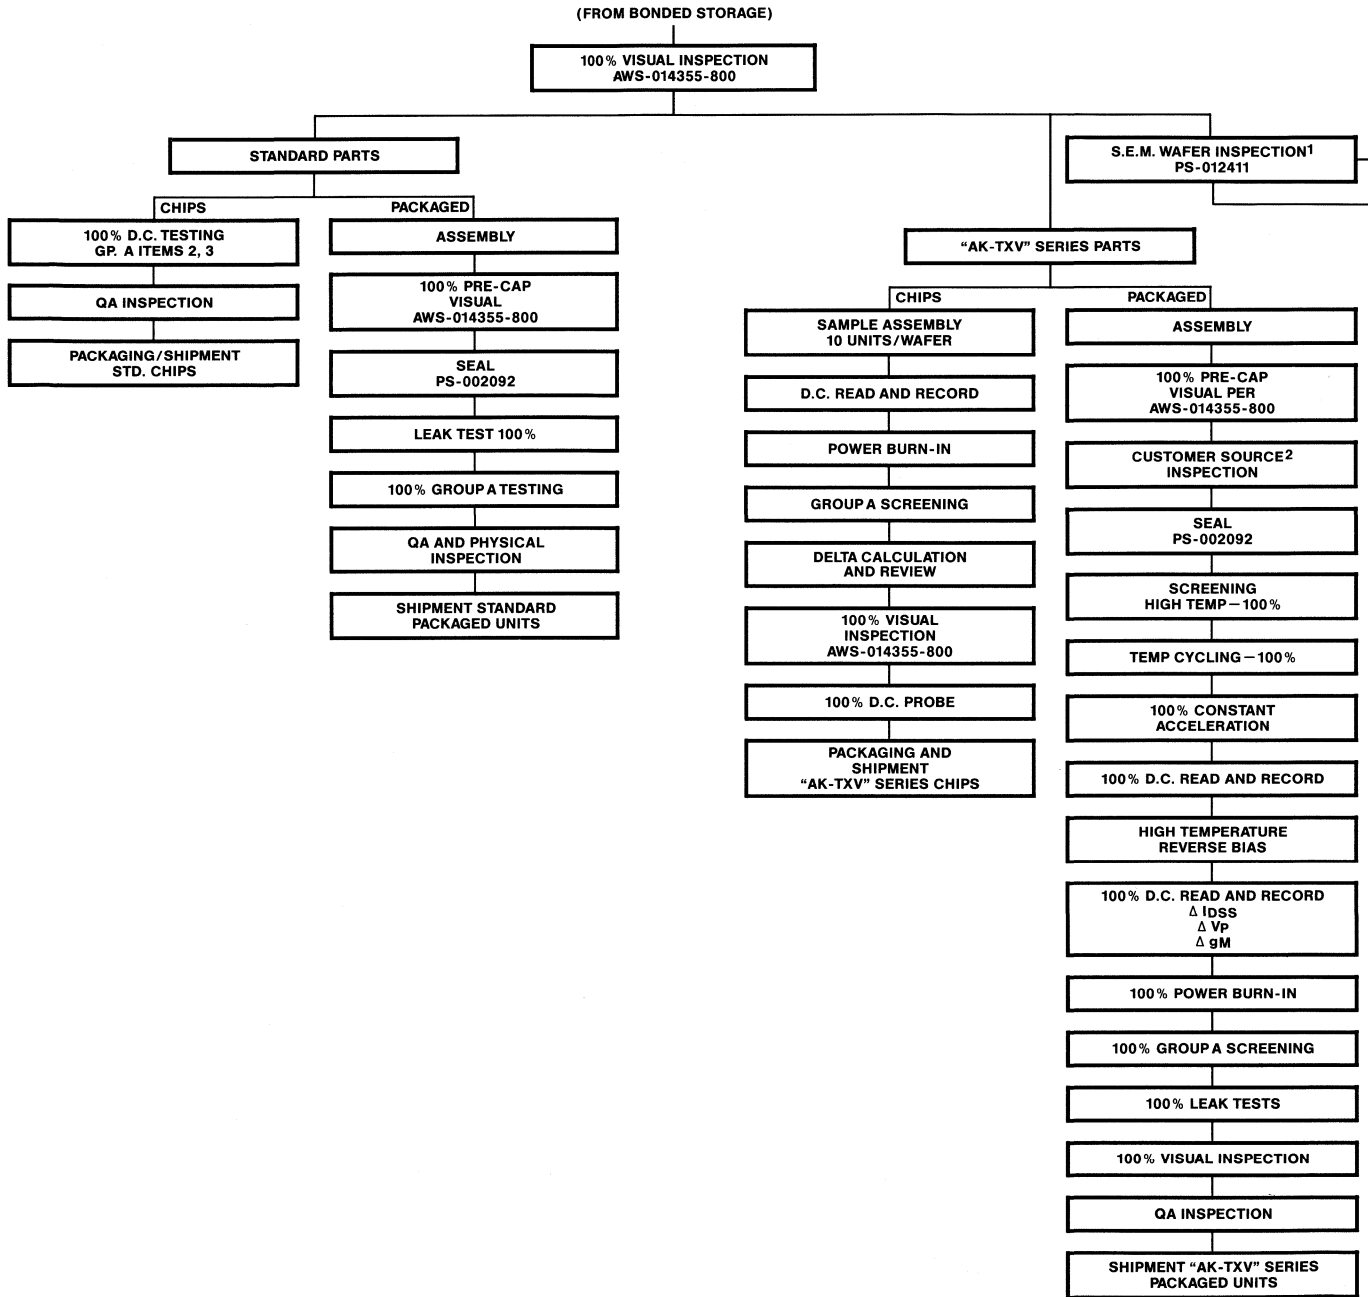 (FROM BONDED STORAGE)
100% VISUAL INSPECTION
AWS-014355-800
STANDARD PARTS
CHIPS
100% D.C. TESTING
GP. A ITEMS 2, 3
QA INSPECTION
PACKAGING/SHIPMENT
STD. CHIPS
PACKAGED
ASSEMBLY
100% PRE-CAP
VISUAL
AWS-014355-800
SEAL
PS-002092
LEAK TEST 100%
100% GROUP A TESTING
QA AND PHYSICAL
INSPECTION
SHIPMENT STANDARD
PACKAGED UNITS
S.E.M. WAFER INSPECTION1
PS-012411
"AK-TXV" SERIES PARTS
CHIPS
SAMPLE ASSEMBLY
10 UNITS/WAFER
D.C. READ AND RECORD
POWER BURN-IN
GROUP A SCREENING
DELTA CALCULATION
AND REVIEW
100% VISUAL
INSPECTION
AWS-014355-800
100% D.C. PROBE
PACKAGING AND
SHIPMENT
"AK-TXV" SERIES CHIPS
PACKAGED
ASSEMBLY
100% PRE-CAP
VISUAL PER
AWS-014355-800
CUSTOMER SOURCE2
INSPECTION
SEAL
PS-002092
SCREENING
HIGH TEMP—100%
TEMP CYCLING—100%
100% CONSTANT
ACCELERATION
100% D.C. READ AND RECORD
HIGH TEMPERATURE
REVERSE BIAS
100% D.C. READ AND RECORD
Δ IDSS
Δ VP
Δ gM
100% POWER BURN-IN
100% GROUP A SCREENING
100% LEAK TESTS
100% VISUAL INSPECTION
QA INSPECTION
SHIPMENT "AK-TXV" SERIES
PACKAGED UNITS